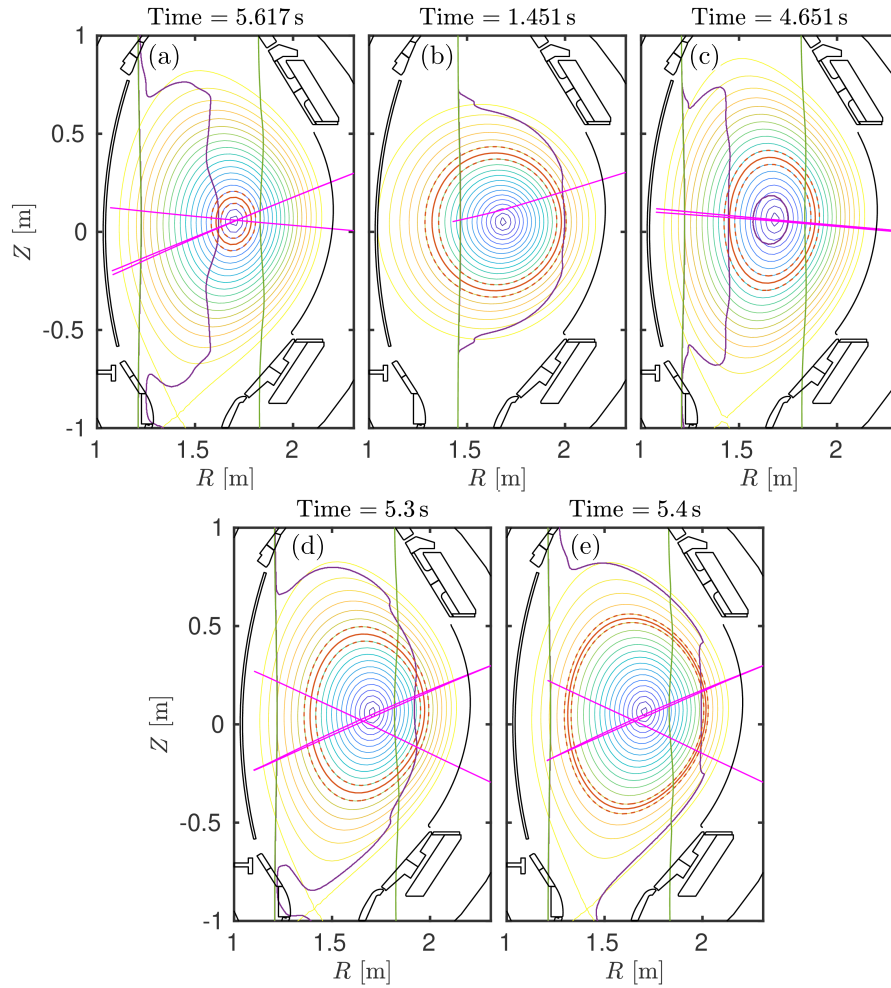 Time = 5.617 s Time = 1.451 s Time = 4.651 s
(a) (b) (c)
1
0.5
0
-0.5
-1
Z [m]
1 1.5 2 1 1.5 2 1 1.5 2
R [m] R [m] R [m]
Time = 5.3 s Time = 5.4 s
(d) (e)
1
0.5
0
-0.5
-1
Z [m]
1 1.5 2 1 1.5 2
R [m] R [m]